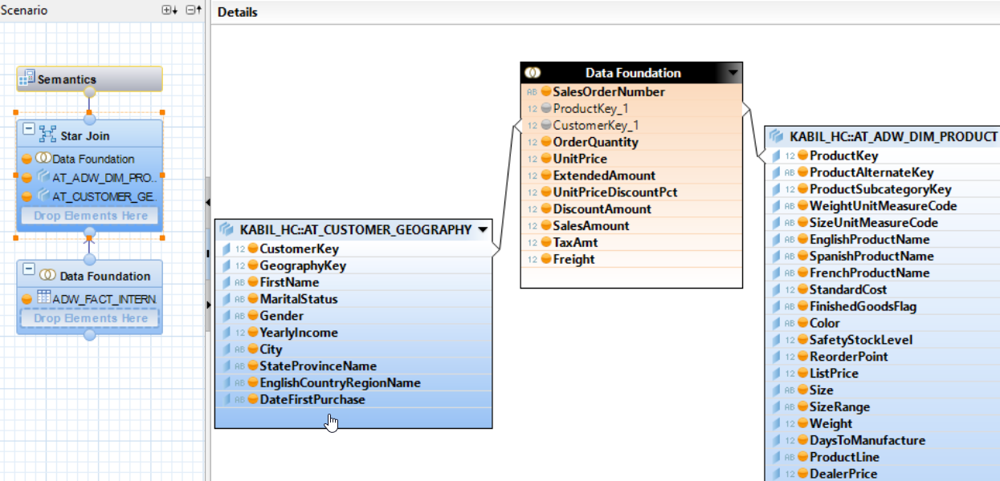 Scenario
Details
Semantics
Star Join
Data Foundation
AT_ADW_DIM_PRO..
AT_CUSTOMER_GE.
Drop Elements Here
Data Foundation
ADW_FACT_INTERN
Drop Elements Here
KABIL_HC::AT_CUSTOMER_GEOGRAPHY
12 CustomerKey
12 GeographyKey
AB FirstName
AB MaritalStatus
AB Gender
12 YearlyIncome
AB City
AB StateProvinceName
AB EnglishCountryRegionName
AB DateFirstPurchase
Data Foundation
AB SalesOrderNumber
12 ProductKey_1
12 CustomerKey_1
12 OrderQuantity
12 UnitPrice
12 ExtendedAmount
12 UnitPriceDiscountPct
12 DiscountAmount
12 SalesAmount
12 TaxAmt
12 Freight
KABIL_HC::AT_ADW_DIM_PRODUCT
12 ProductKey
AB ProductAlternateKey
12 ProductSubcategoryKey
AB WeightUnitMeasureCode
AB SizeUnitMeasureCode
AB EnglishProductName
AB SpanishProductName
AB FrenchProductName
12 StandardCost
AB FinishedGoodsFlag
AB Color
12 SafetyStockLevel
12 ReorderPoint
12 ListPrice
AB Size
AB SizeRange
12 Weight
12 DaysToManufacture
AB ProductLine
12 DealerPrice